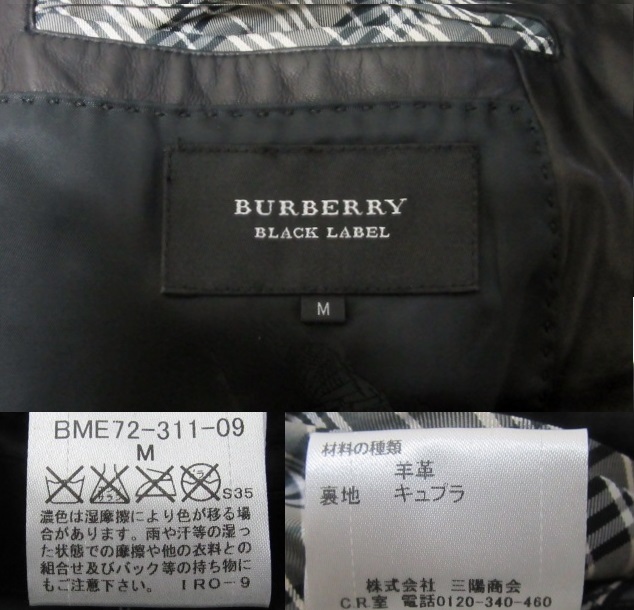 BURBERRY
BLACK LABEL
M
BME72-311-09
M
S35
濃色は湿摩擦により色が移る場
合があります。雨や汗等の湿っ
た状態での摩擦や他の衣料との
組合せ及びバック等の持ち物に
もご注意下さい。 IRO-9
材料の種類
羊革
裏地 キュプラ
株式会社 三陽商会
C.R.室 電話0120-340-460